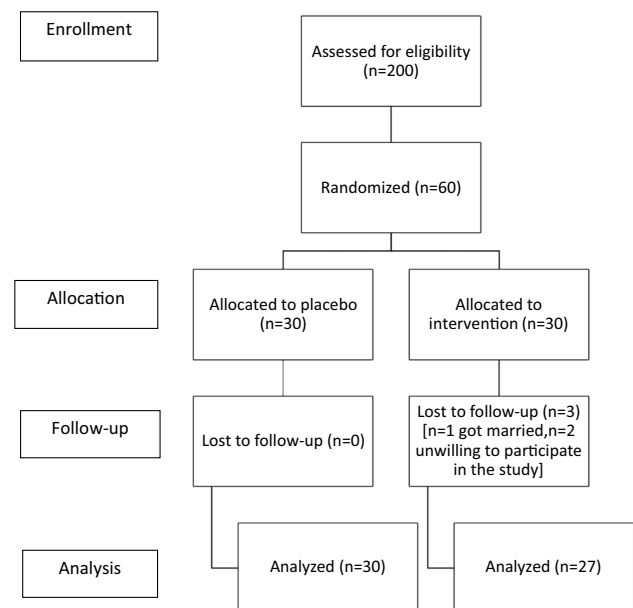 Enrollment
Assessed for eligibility
(n=200)
Randomized (n=60)
Allocation
Allocated to placebo
(n=30)
Allocated to
intervention (n=30)
Follow-up
Lost to follow-up (n=0)
Lost to follow-up (n=3)
[n=1 got married,n=2
unwilling to participate
in the study]
Analysis
Analyzed (n=30)
Analyzed (n=27)